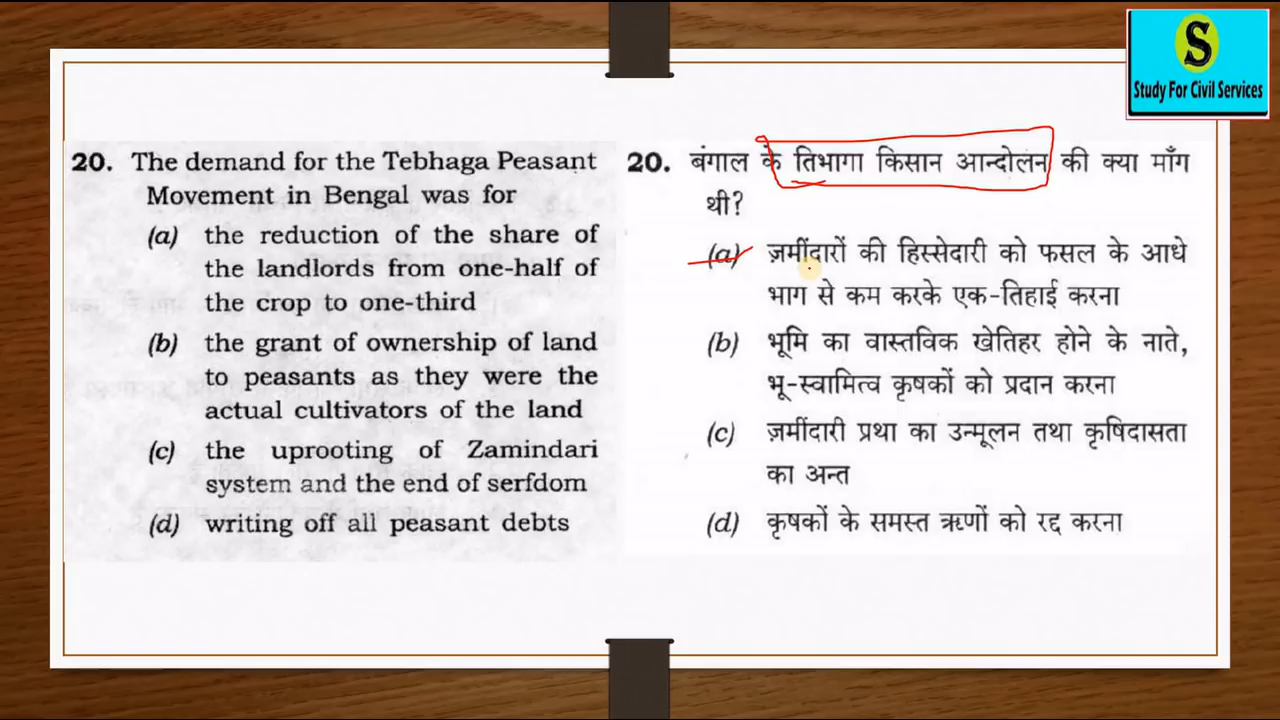 S
Study For Civil Services
20. The demand for the Tebhaga Peasant
Movement in Bengal was for
(a) the reduction of the share of
the landlords from one-half of
the crop to one-third
(b) the grant of ownership of land
to peasants as they were the
actual cultivators of the land
(c) the uprooting of Zamindari
system and the end of serfdom
(d) writing off all peasant debts
20. बंगाल के तिभागा किसान आन्दोलन की क्या माँग
थी?
(a) ज़मींदारों की हिस्सेदारी को फसल के आधे
भाग से कम करके एक-तिहाई करना
(b) भूमि का वास्तविक खेतिहर होने के नाते,
भू-स्वामित्व कृषकों को प्रदान करना
(c) ज़मींदारी प्रथा का उन्मूलन तथा कृषिदासता
का अन्त
(d) कृषकों के समस्त ऋणों को रद्द करना